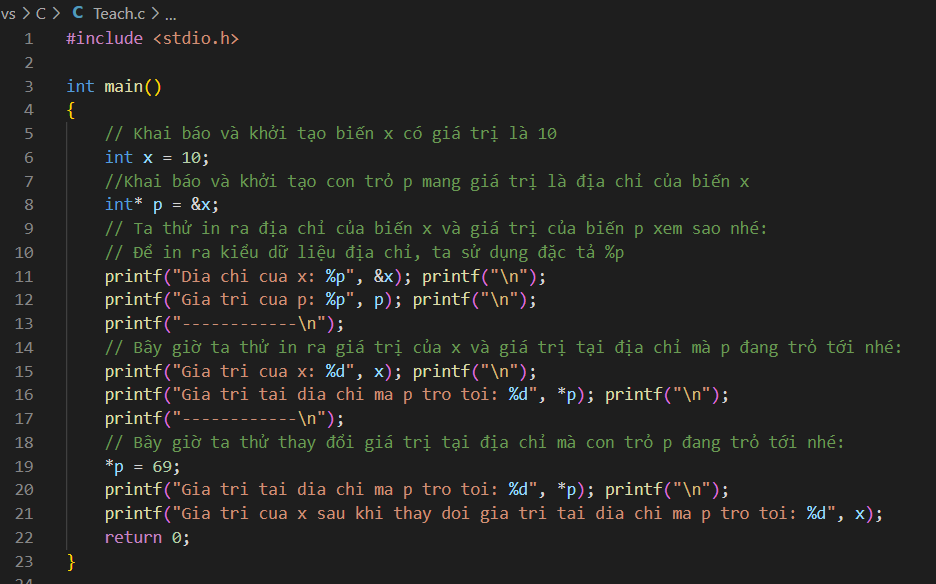 vs > C > C Teach.c > ...
1 #include <stdio.h>
2
3 int main()
4 {
5 // Khai báo và khởi tạo biến x có giá trị là 10
6 int x = 10;
7 //Khai báo và khởi tạo con trỏ p mang giá trị là địa chỉ của biến x
8 int* p = &x;
9 // Ta thử in ra địa chỉ của biến x và giá trị của biến p xem sao nhé:
10 // Để in ra kiểu dữ liệu địa chỉ, ta sử dụng đặc tả %p
11 printf("Dia chi cua x: %p", &x); printf("\n");
12 printf("Gia tri cua p: %p", p); printf("\n");
13 printf("------------\n");
14 // Bây giờ ta thử in ra giá trị của x và giá trị tại địa chỉ mà p đang trỏ tới nhé:
15 printf("Gia tri cua x: %d", x); printf("\n");
16 printf("Gia tri tai dia chi ma p tro toi: %d", *p); printf("\n");
17 printf("------------\n");
18 // Bây giờ ta thử thay đổi giá trị tại địa chỉ mà con trỏ p đang trỏ tới nhé:
19 *p = 69;
20 printf("Gia tri tai dia chi ma p tro toi: %d", *p); printf("\n");
21 printf("Gia tri cua x sau khi thay doi gia tri tai dia chi ma p tro toi: %d", x);
22 return 0;
23 }
24